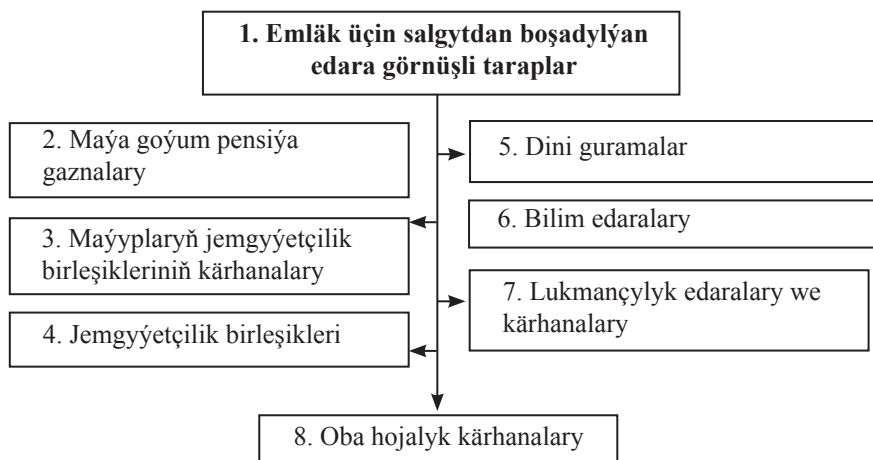 1. Emläk üçin salgytdan boşadylýan
edara görnüşli taraplar
2. Maýa goýum pensiýa
gaznalary
3. Maýyplaryň jemgyýetçilik
birleşikleriniň kärhanalary
4. Jemgyýetçilik birleşikleri
5. Dini guramalar
6. Bilim edaralary
7. Lukmançylyk edaralary we
kärhanalary
8. Oba hojalyk kärhanalary